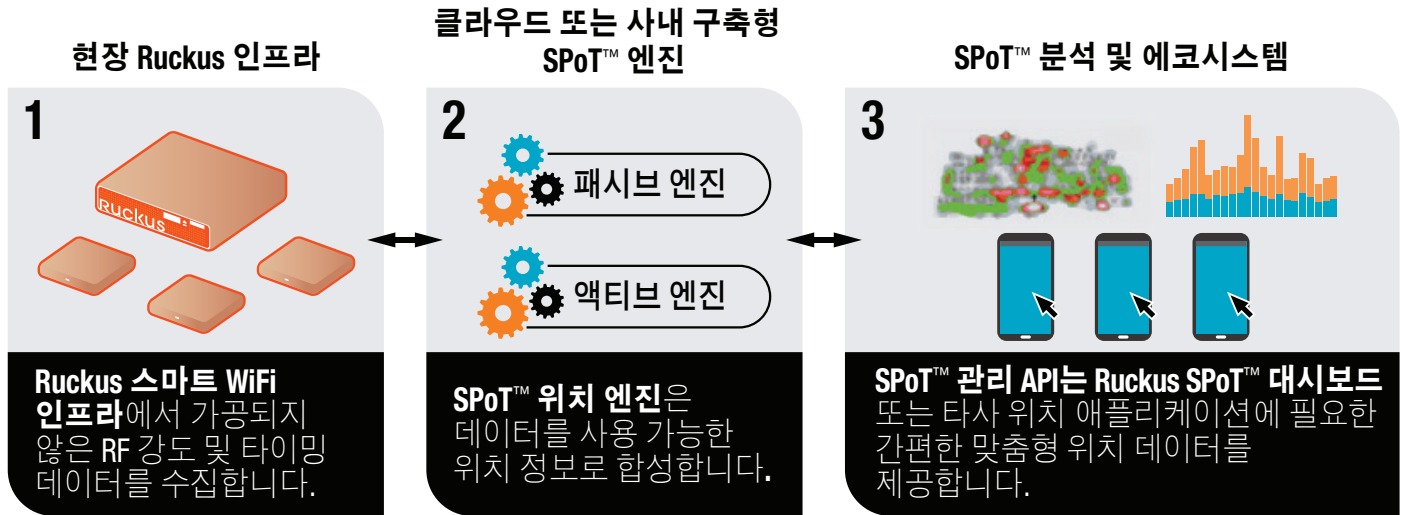 현장 Ruckus 인프라
1
Ruckus
Ruckus 스마트 WiFi
인프라에서 가공되지
않은 RF 강도 및 타이밍
데이터를 수집합니다.
클라우드 또는 사내 구축형
SPoT™ 엔진
2
패시브 엔진
액티브 엔진
SPoT™ 위치 엔진은
데이터를 사용 가능한
위치 정보로 합성합니다.
SPoT™ 분석 및 에코시스템
3
SPoT™ 관리 API는 Ruckus SPoT™ 대시보드
또는 타사 위치 애플리케이션에 필요한
간편한 맞춤형 위치 데이터를
제공합니다.